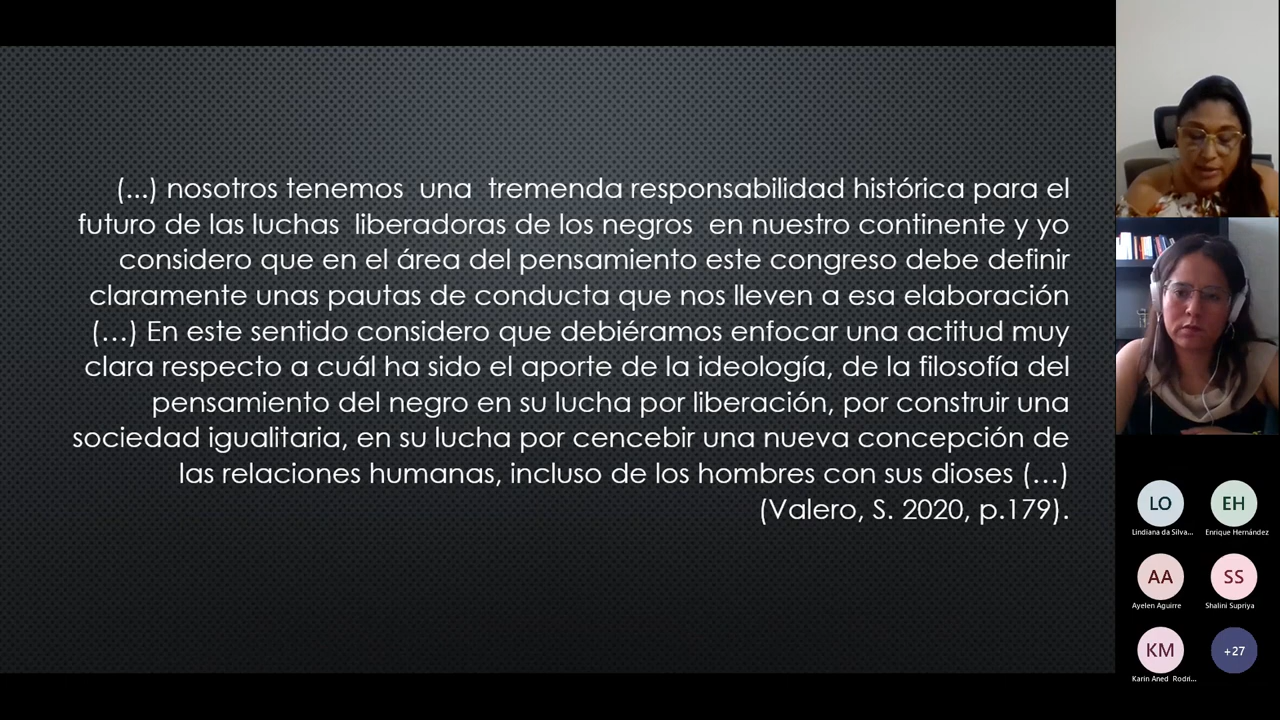 (...) nosotros tenemos una tremenda responsabilidad histórica para el
futuro de las luchas liberadoras de los negros en nuestro continente y yo
considero que en el área del pensamiento este congreso debe definir
claramente unas pautas de conducta que nos lleven a esa elaboración
(...) En este sentido considero que debiéramos enfocar una actitud muy
clara respecto a cuál ha sido el aporte de la ideología, de la filosofía del
pensamiento del negro en su lucha por liberación, por construir una
sociedad igualitaria, en su lucha por cencebir una nueva concepción de
las relaciones humanas, incluso de los hombres con sus dioses (...)
(Valero, S. 2020, p.179).
LO
Lindiana da Silva...
EH
Enrique Hernández
AA
Ayelen Aguirre
SS
Shalini Supriya
KM
Karin Aned Rodri...
+27